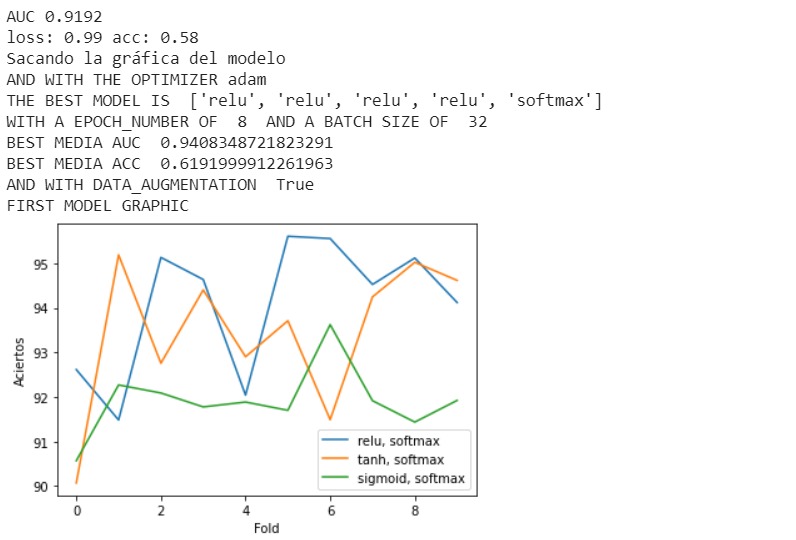 AUC 0.9192
loss: 0.99 acc: 0.58
Sacando la gráfica del modelo
AND WITH THE OPTIMIZER adam
THE BEST MODEL IS  ['relu', 'relu', 'relu', 'relu', 'softmax']
WITH A EPOCH_NUMBER OF  8  AND A BATCH SIZE OF  32
BEST MEDIA AUC  0.9408348721823291
BEST MEDIA ACC  0.6191999912261963
AND WITH DATA_AUGMENTATION  True
FIRST MODEL GRAPHIC
95
94
93
92
91
90
Aciertos
relu, softmax
tanh, softmax
sigmoid, softmax
0 2 4 6 8
Fold